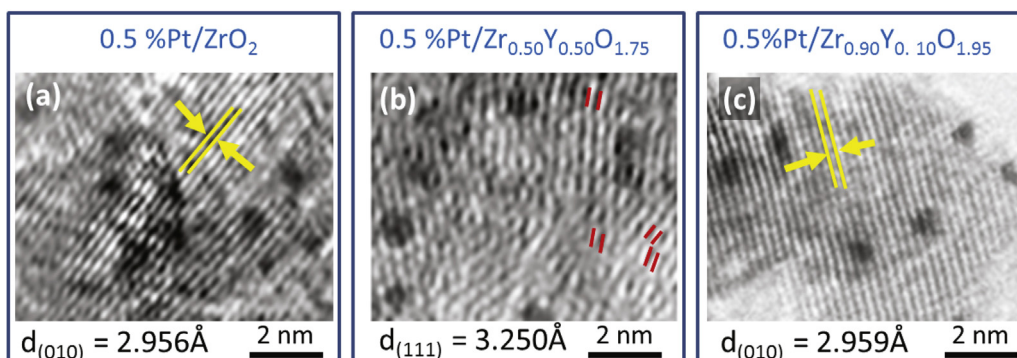 0.5 %Pt/ZrO₂
(a)
d₍₀₁₀₎ = 2.956Å
2 nm
0.5 %Pt/Zr₀.₅₀Y₀.₅₀O₁.₇₅
(b)
d₍₁₁₁₎ = 3.250Å
2 nm
0.5%Pt/Zr₀.₉₀Y₀. ₁₀O₁.₉₅
(c)
d₍₀₁₀₎ = 2.959Å
2 nm